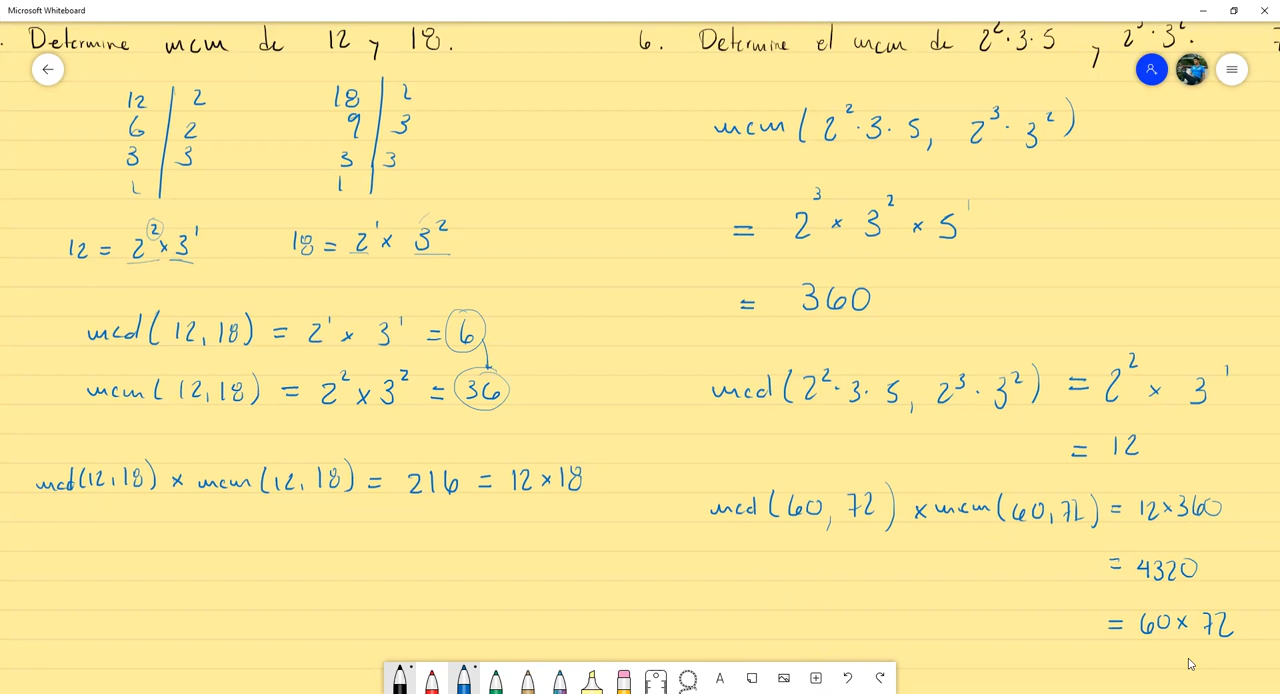 Microsoft Whiteboard
. Determine mcm de 12 y 18.
12 | 2
6 | 2
3 | 3
1 |
18 | 2
9 | 3
3 | 3
1 |
12 = 2² × 3¹
18 = 2¹ × 3²
mcd(12, 18) = 2¹ × 3¹ = 6
mcm(12, 18) = 2² × 3² = 36
mcd(12, 18) × mcm(12, 18) = 216 = 12 × 18
6. Determine el mcm de 2²·3·5 y 2³·3².
mcm(2²·3·5, 2³·3²)
= 2³ × 3² × 5¹
= 360
mcd(2²·3·5, 2³·3²) = 2² × 3¹
= 12
mcd(60, 72) × mcm(60, 72) = 12 × 360
= 4320
= 60 × 72
A